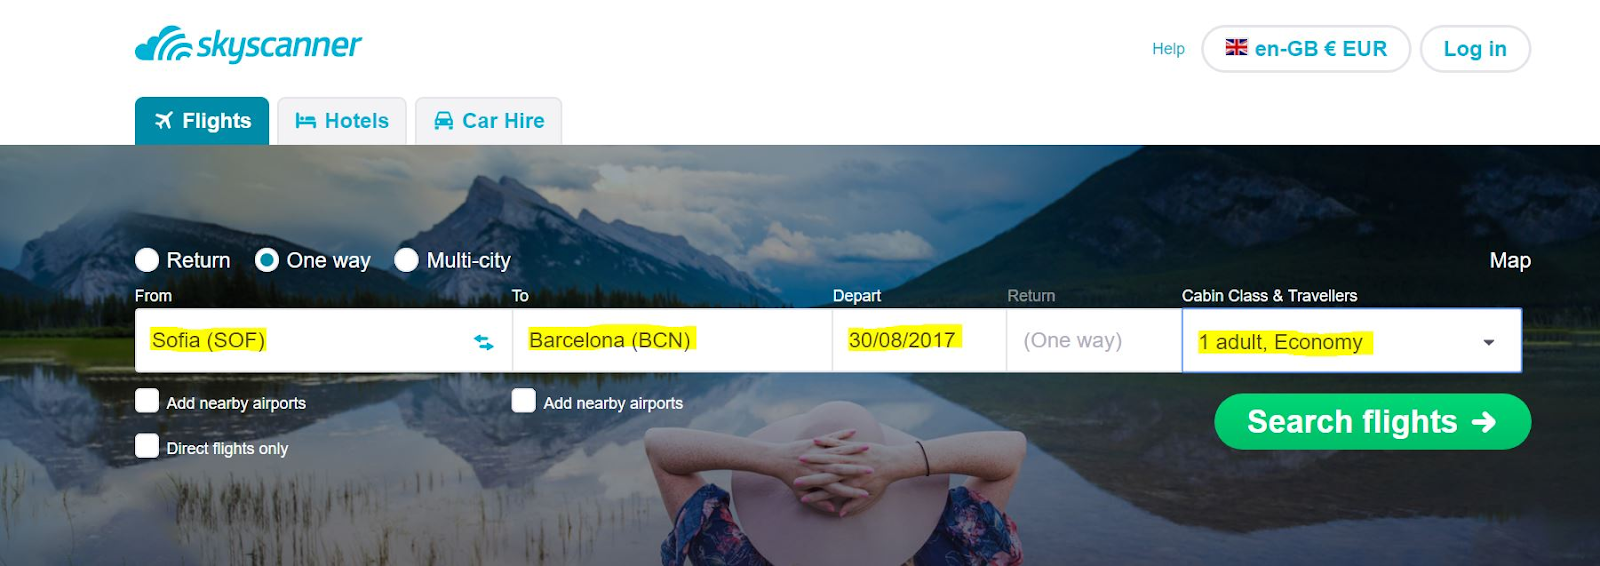 skyscanner
Help en-GB € EUR Log in
Flights Hotels Car Hire
Return One way Multi-city Map
From To Depart Return Cabin Class & Travellers
Sofia (SOF) Barcelona (BCN) 30/08/2017 (One way) 1 adult, Economy
Add nearby airports Add nearby airports
Search flights
Direct flights only